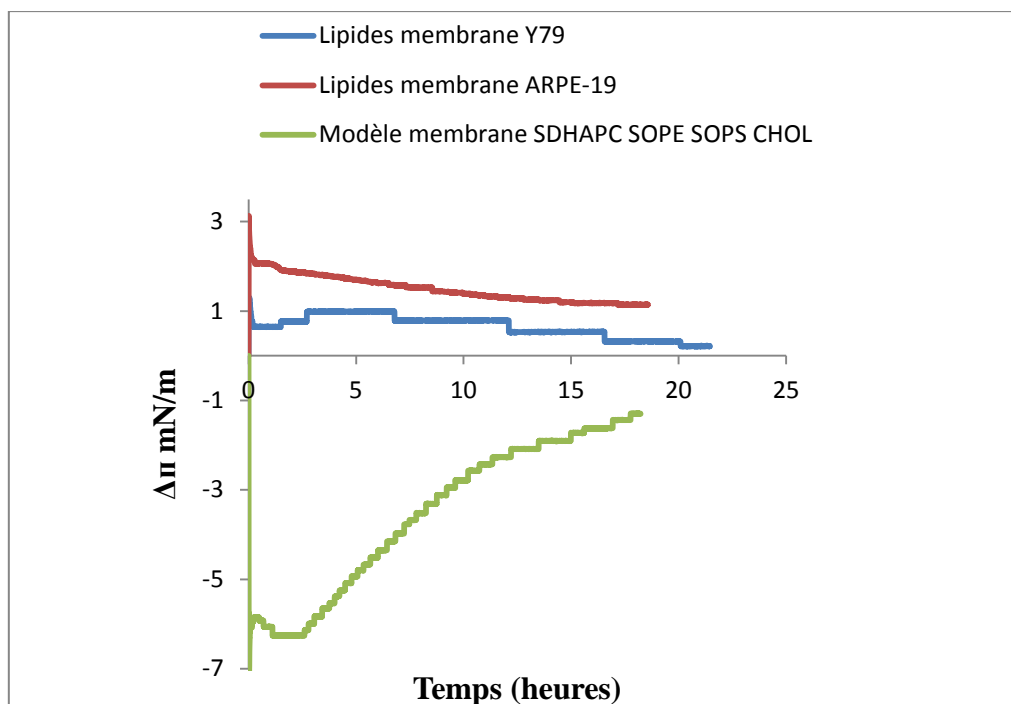 Lipides membrane Y79
Lipides membrane ARPE-19
Modèle membrane SDHAPC SOPE SOPS CHOL
3
1
-1
-3
-5
-7
0 5 10 15 20 25
Δπ mN/m
Temps (heures)